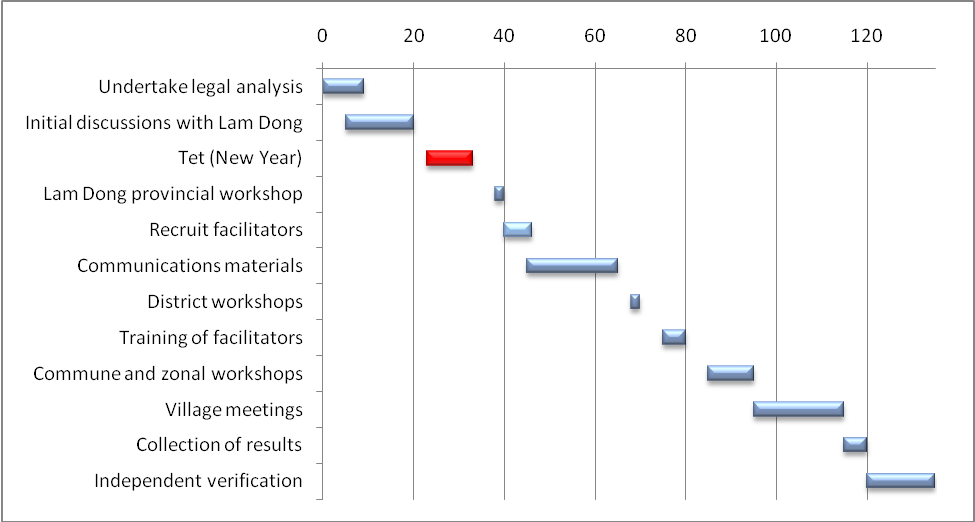 0 20 40 60 80 100 120
Undertake legal analysis
Initial discussions with Lam Dong
Tet (New Year)
Lam Dong provincial workshop
Recruit facilitators
Communications materials
District workshops
Training of facilitators
Commune and zonal workshops
Village meetings
Collection of results
Independent verification